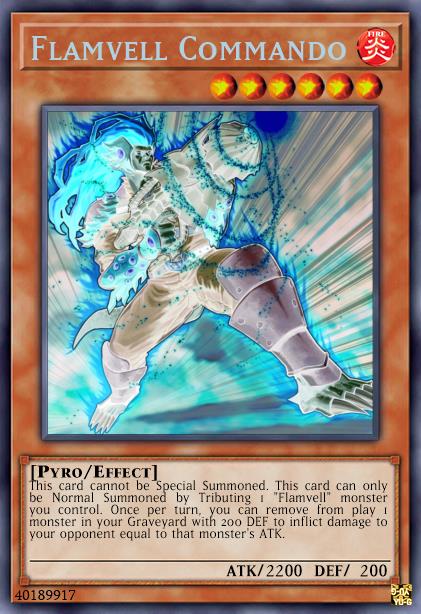 FLAMVELL COMMANDO
FIRE
炎
[PYRO/EFFECT]
This card cannot be Special Summoned. This card can only
be Normal Summoned by Tributing 1 "Flamvell" monster
you control. Once per turn, you can remove from play 1
monster in your Graveyard with 200 DEF to inflict damage to
your opponent equal to that monster's ATK.
ATK/2200 DEF/ 200
40189917